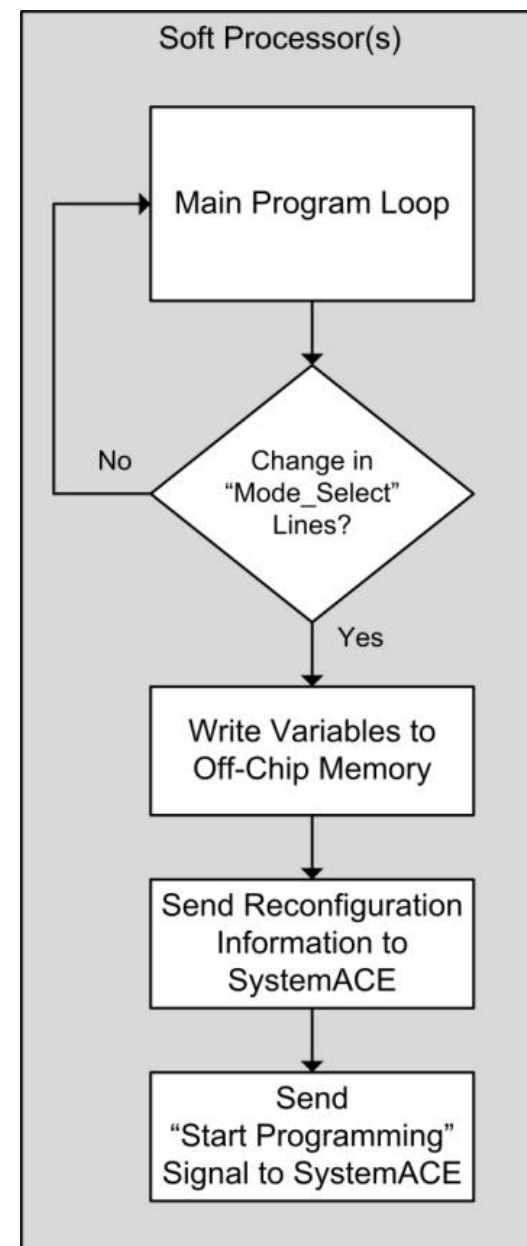 Soft Processor(s)
Main Program Loop
No
Change in
“Mode_Select”
Lines?
Yes
Write Variables to
Off-Chip Memory
Send Reconfiguration
Information to
SystemACE
Send
“Start Programming”
Signal to SystemACE